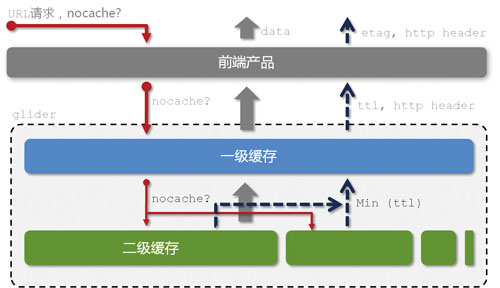 URL请求，nocache?
data
etag, http header
前端产品
nocache?
ttl, http header
glider
一级缓存
nocache?
Min (ttl)
二级缓存